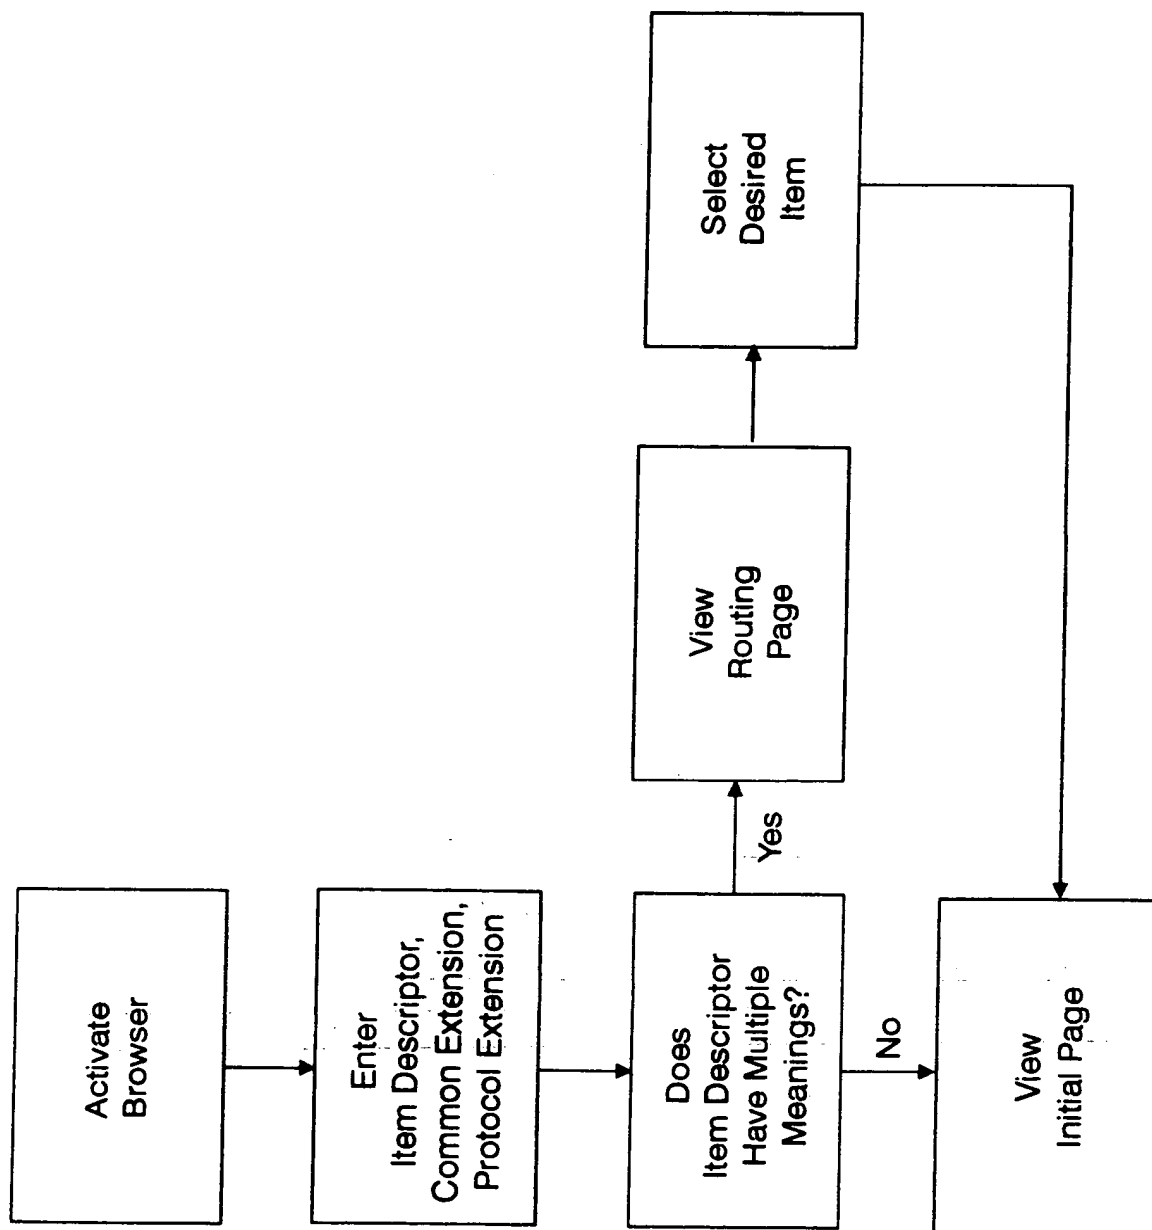 Activate
Browser
Enter
Item Descriptor,
Common Extension,
Protocol Extension
Does
Item Descriptor
Have Multiple
Meanings?
Yes
No
View
Routing
Page
Select
Desired
Item
View
Initial Page